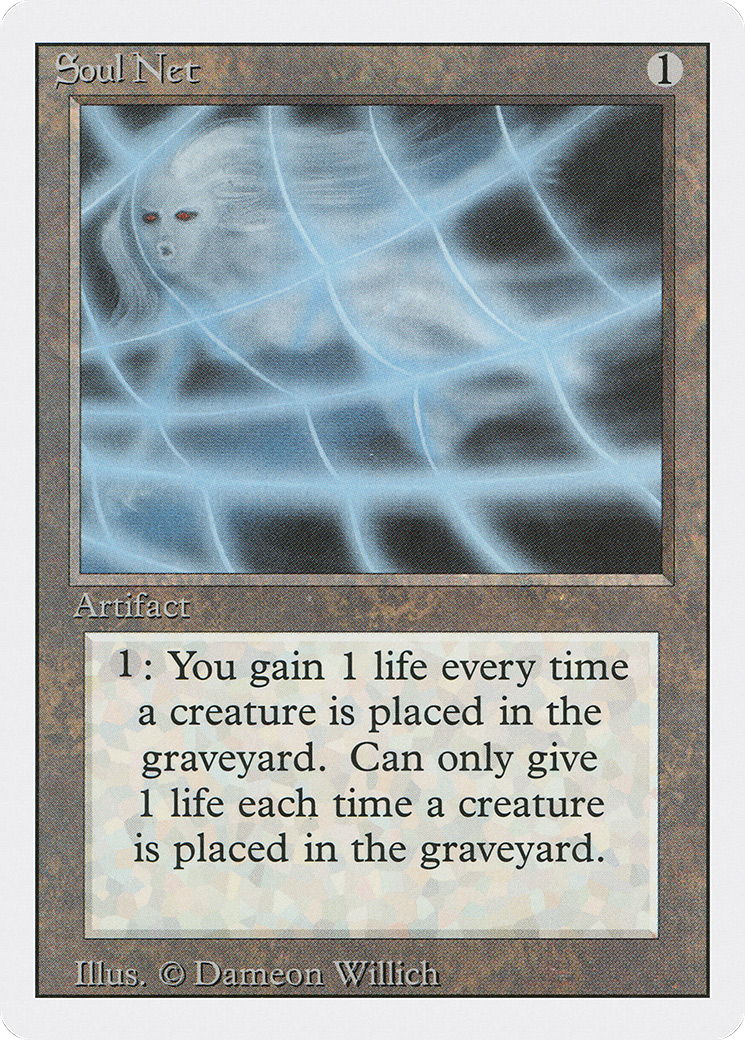 Soul Net 1
Artifact
1: You gain 1 life every time
a creature is placed in the
graveyard. Can only give
1 life each time a creature
is placed in the graveyard.
Illus. © Dameon Willich